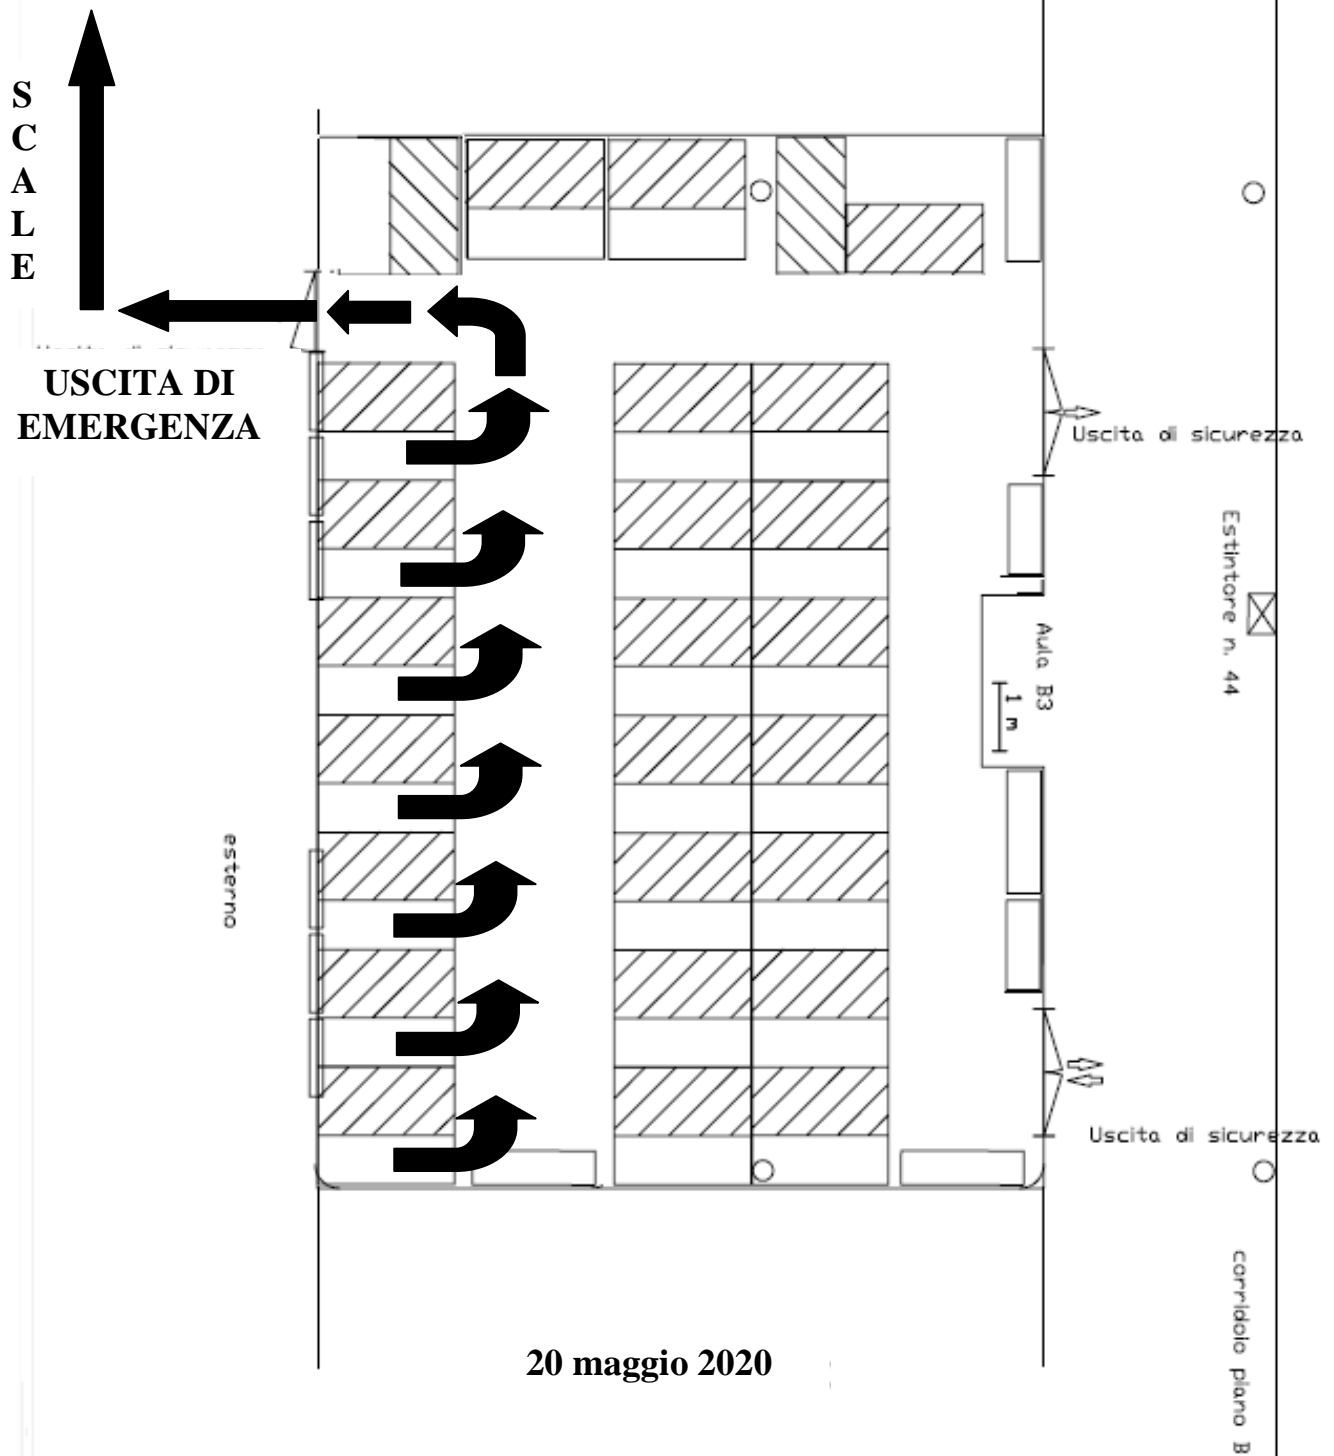 SCALE
USCITA DI
EMERGENZA
Uscita di sicurezza
Estintore n. 44
Aula B3
1 m
esterno
Uscita di sicurezza
corridoio piano B
20 maggio 2020